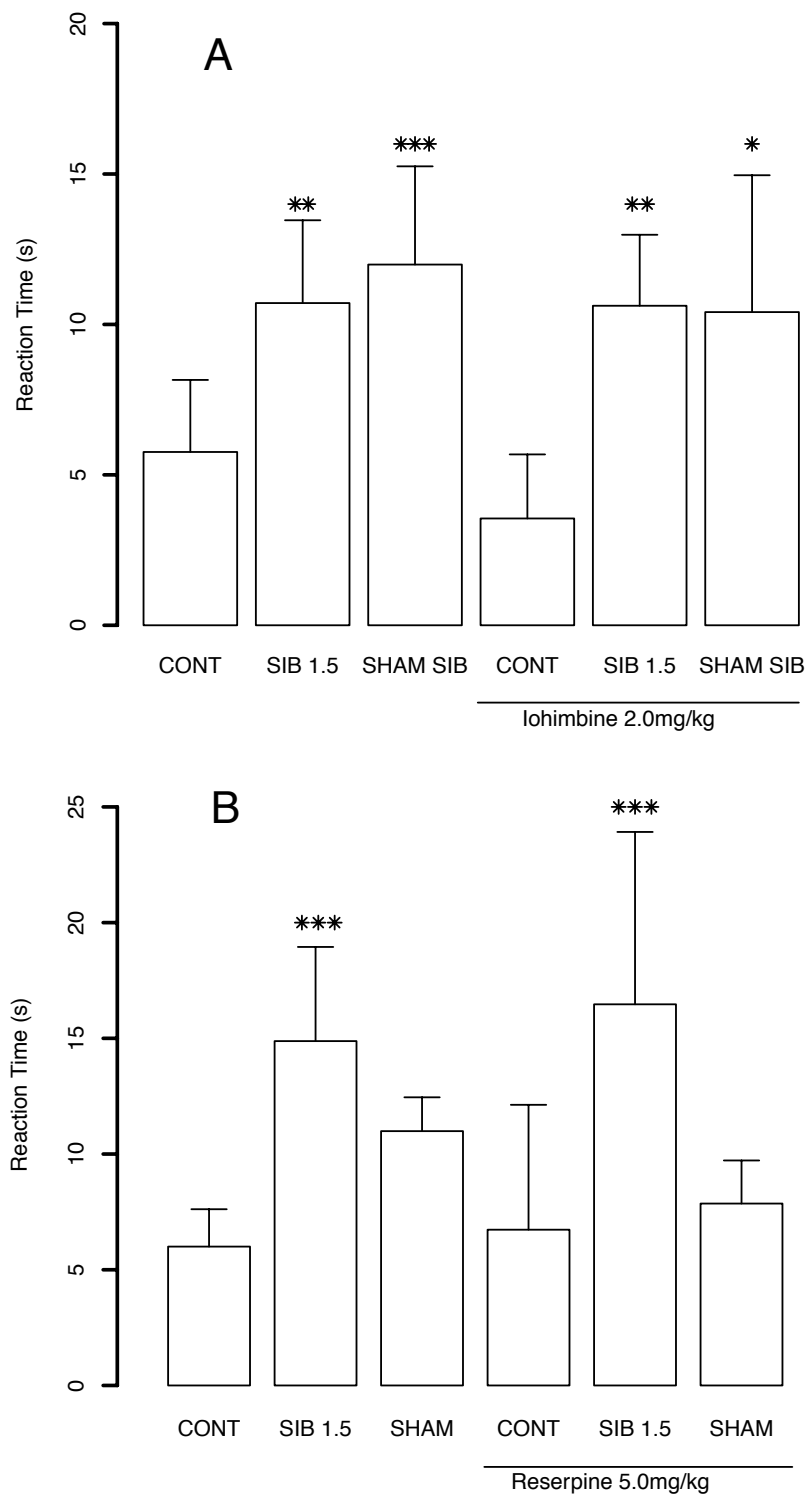 A
20
15
10
5
0
Reaction Time (s)
** *** ** *
CONT SIB 1.5 SHAM SIB CONT SIB 1.5 SHAM SIB
Iohimbine 2.0mg/kg
B
25
20
15
10
5
0
Reaction Time (s)
*** ***
CONT SIB 1.5 SHAM CONT SIB 1.5 SHAM
Reserpine 5.0mg/kg